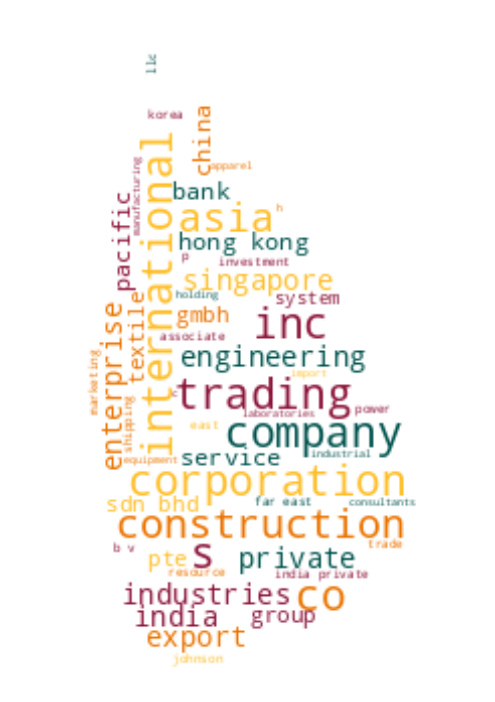 llc
korea
china
apparel
manufacturing
international
bank
pacific
asia
h
hong kong
p
investment
singapore
holding
system
textile
enterprise
gmbh
inc
associate
engineering
import
marketing
trading
c
laboratories
power
shipping
east
company
equipment
service
industrial
corporation
sdn bhd
far east
consultants
construction
b v
pte
s
private
trade
resource
india private
industries
co
india
group
export
johnson